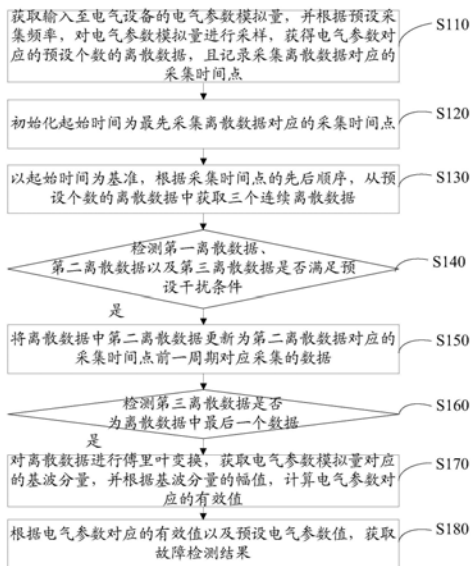 获取输入至电气设备的电气参数模拟量，并根据预设采
集频率，对电气参数模拟量进行采样，获得电气参数对
应的预设个数的离散数据，且记录采集离散数据对应的
采集时间点
S110
初始化起始时间为最先采集离散数据对应的采集时间点
S120
以起始时间为基准，根据采集时间点的先后顺序，从预
设个数的离散数据中获取三个连续离散数据
S130
检测第一离散数据、
第二离散数据以及第三离散数据是否满足预
设干扰条件
S140
是
将离散数据中第二离散数据更新为第二离散数据对应的
采集时间点前一周期对应采集的数据
S150
检测第三离散数据是否
为离散数据中最后一个数据
S160
是
对离散数据进行傅里叶变换，获取电气参数模拟量对应
的基波分量，并根据基波分量的幅值，计算电气参数对
应的有效值
S170
根据电气参数对应的有效值以及预设电气参数值，获取
故障检测结果
S180